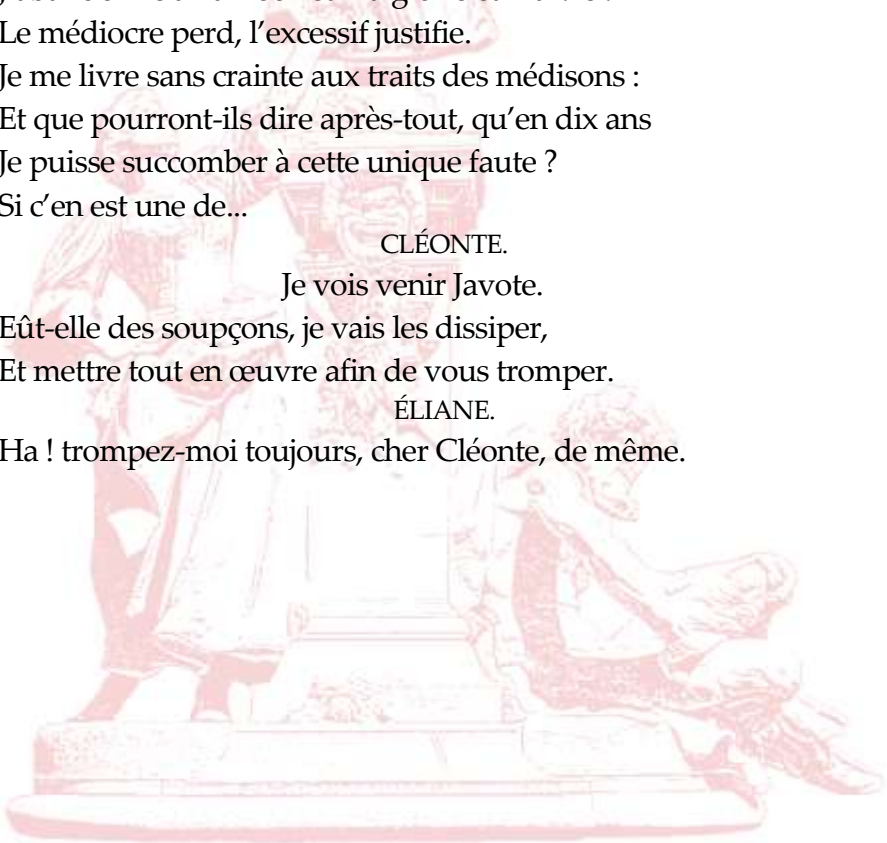 Le médiocre perd, l’excessif justifie.
Je me livre sans crainte aux traits des médisons :
Et que pourront-ils dire après-tout, qu’en dix ans
Je puisse succomber à cette unique faute ?
Si c’en est une de...
CLÉONTE.
Je vois venir Javote.
Eût-elle des soupçons, je vais les dissiper,
Et mettre tout en œuvre afin de vous tromper.
ÉLIANE.
Ha ! trompez-moi toujours, cher Cléonte, de même.